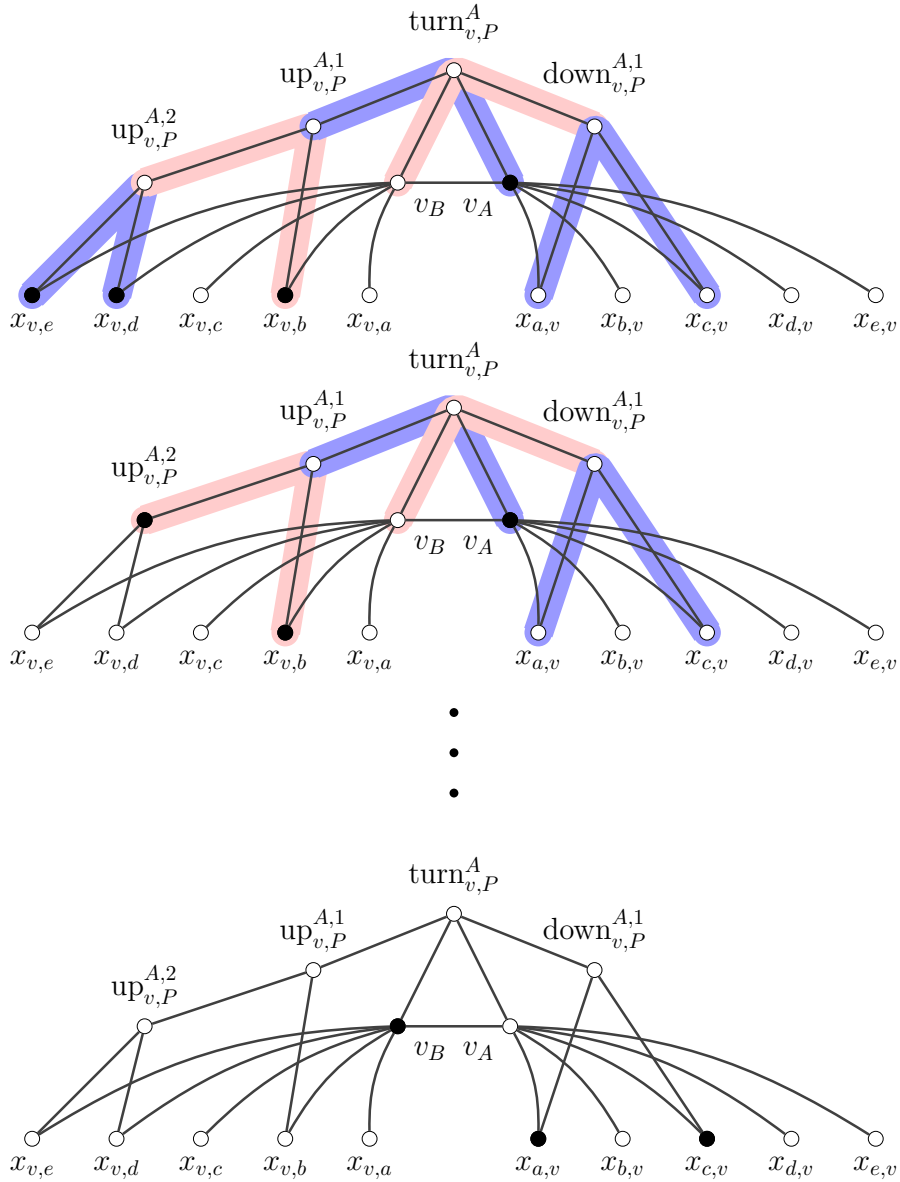 turn^A_{v,P}
up^{A,1}_{v,P} down^{A,1}_{v,P}
up^{A,2}_{v,P}
v_B v_A
x_{v,e} x_{v,d} x_{v,c} x_{v,b} x_{v,a} x_{a,v} x_{b,v} x_{c,v} x_{d,v} x_{e,v}
turn^A_{v,P}
up^{A,1}_{v,P} down^{A,1}_{v,P}
up^{A,2}_{v,P}
v_B v_A
x_{v,e} x_{v,d} x_{v,c} x_{v,b} x_{v,a} x_{a,v} x_{b,v} x_{c,v} x_{d,v} x_{e,v}
turn^A_{v,P}
up^{A,1}_{v,P} down^{A,1}_{v,P}
up^{A,2}_{v,P}
v_B v_A
x_{v,e} x_{v,d} x_{v,c} x_{v,b} x_{v,a} x_{a,v} x_{b,v} x_{c,v} x_{d,v} x_{e,v}